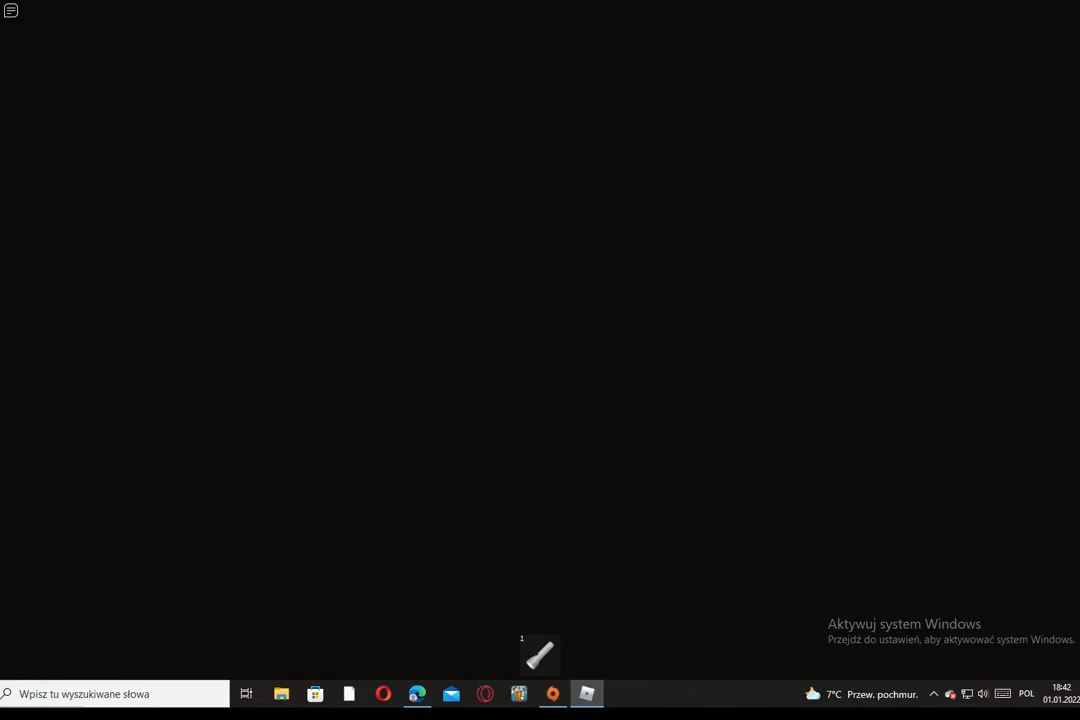 1
Aktywuj system Windows
Przejdź do ustawień, aby aktywować system Windows.
Wpisz tu wyszukiwane słowa
7°C Przew. pochmur.
POL
18:42
01.01.2022